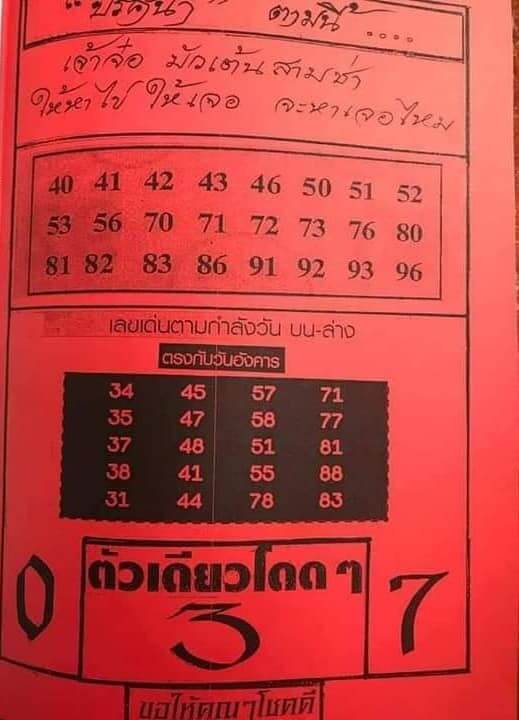 "ปริศนา" ตามนี้ ....
เจ้าจ๋อ มัวเต้นสามช่า
ให้หาไป ให้เจอ จะหาเจอไหม
40 41 42 43 46 50 51 52
53 56 70 71 72 73 76 80
81 82 83 86 91 92 93 96
เลขเด่นตามกำลังวัน บน-ล่าง
ตรงกับวันอังคาร
34 45 57 71
35 47 58 77
37 48 51 81
38 41 55 88
31 44 78 83
ตัวเดียวโดดๆ
0 3 7
ขอให้คุณๆโชคดี